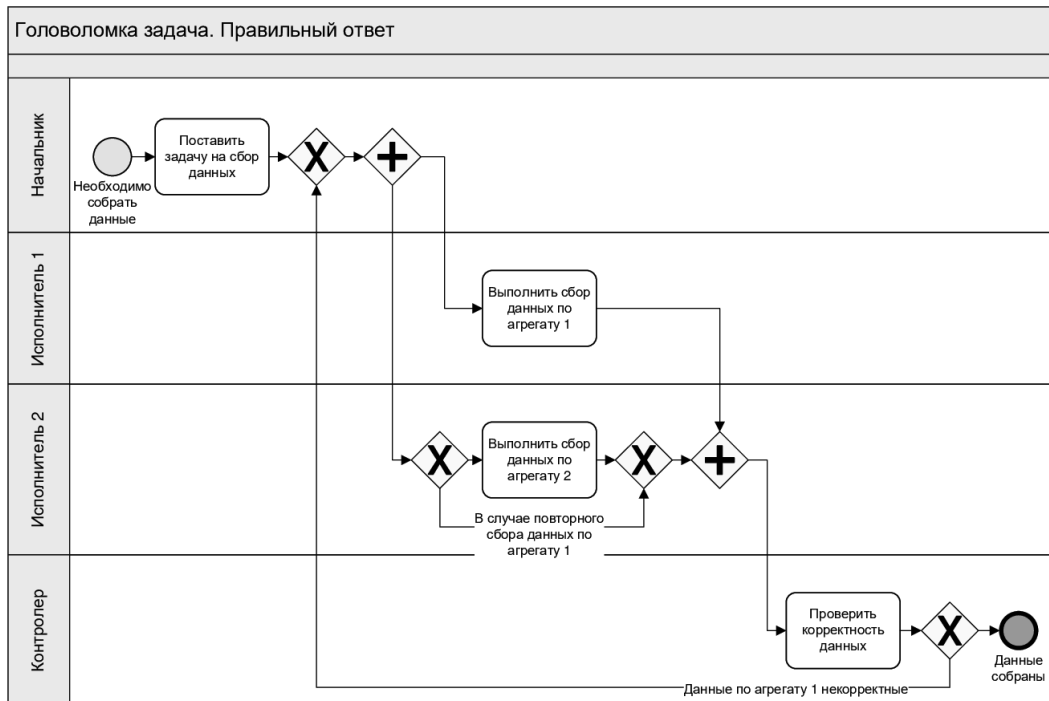 Головоломка задача. Правильный ответ
Начальник
Необходимо
собрать
данные
Поставить
задачу на сбор
данных
Исполнитель 1
Выполнить сбор
данных по
агрегату 1
Исполнитель 2
Выполнить сбор
данных по
агрегату 2
В случае повторного
сбора данных по
агрегату 1
Контролер
Проверить
корректность
данных
Данные
собраны
Данные по агрегату 1 некорректные